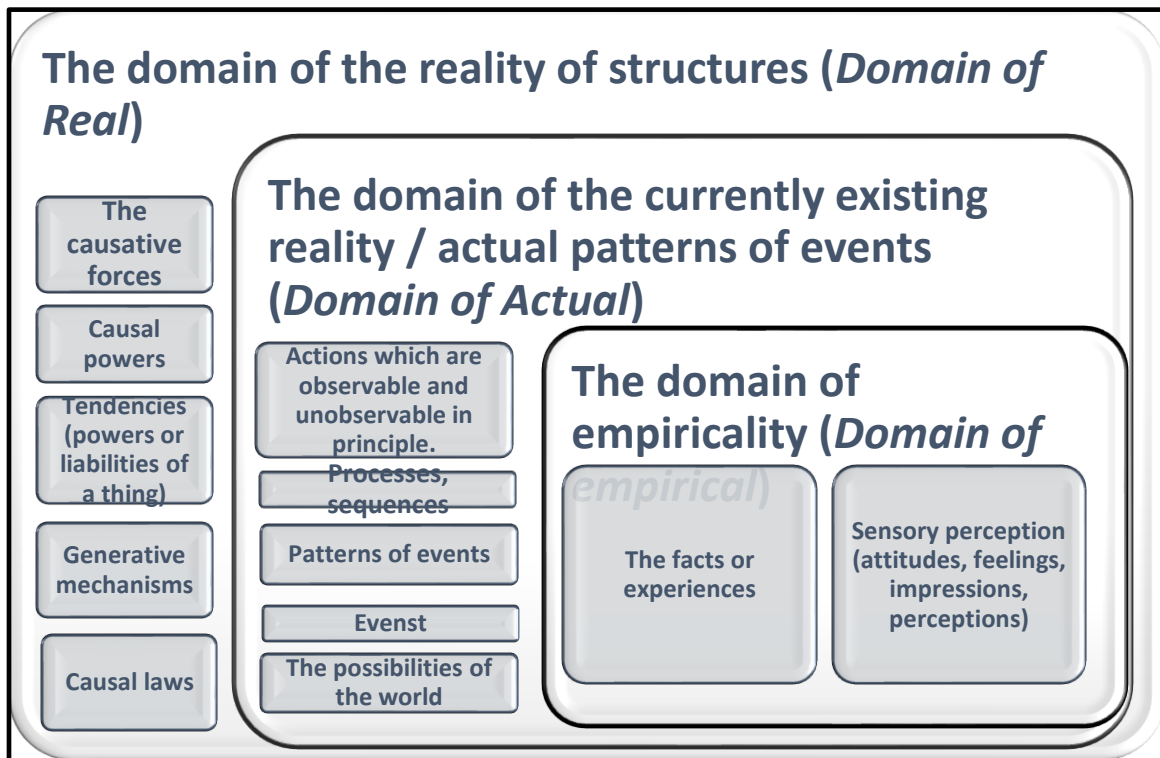 The domain of the reality of structures (Domain of
Real)
The
causative
forces
Causal
powers
Tendencies
(powers or
liabilities of
a thing)
Generative
mechanisms
Causal laws
The domain of the currently existing
reality / actual patterns of events
(Domain of Actual)
Actions which are
observable and
unobservable in
principle.
Processes,
sequences
Patterns of events
Evenst
The possibilities of
the world
The domain of
empiricality (Domain of
empirical)
The facts or
experiences
Sensory perception
(attitudes, feelings,
impressions,
perceptions)